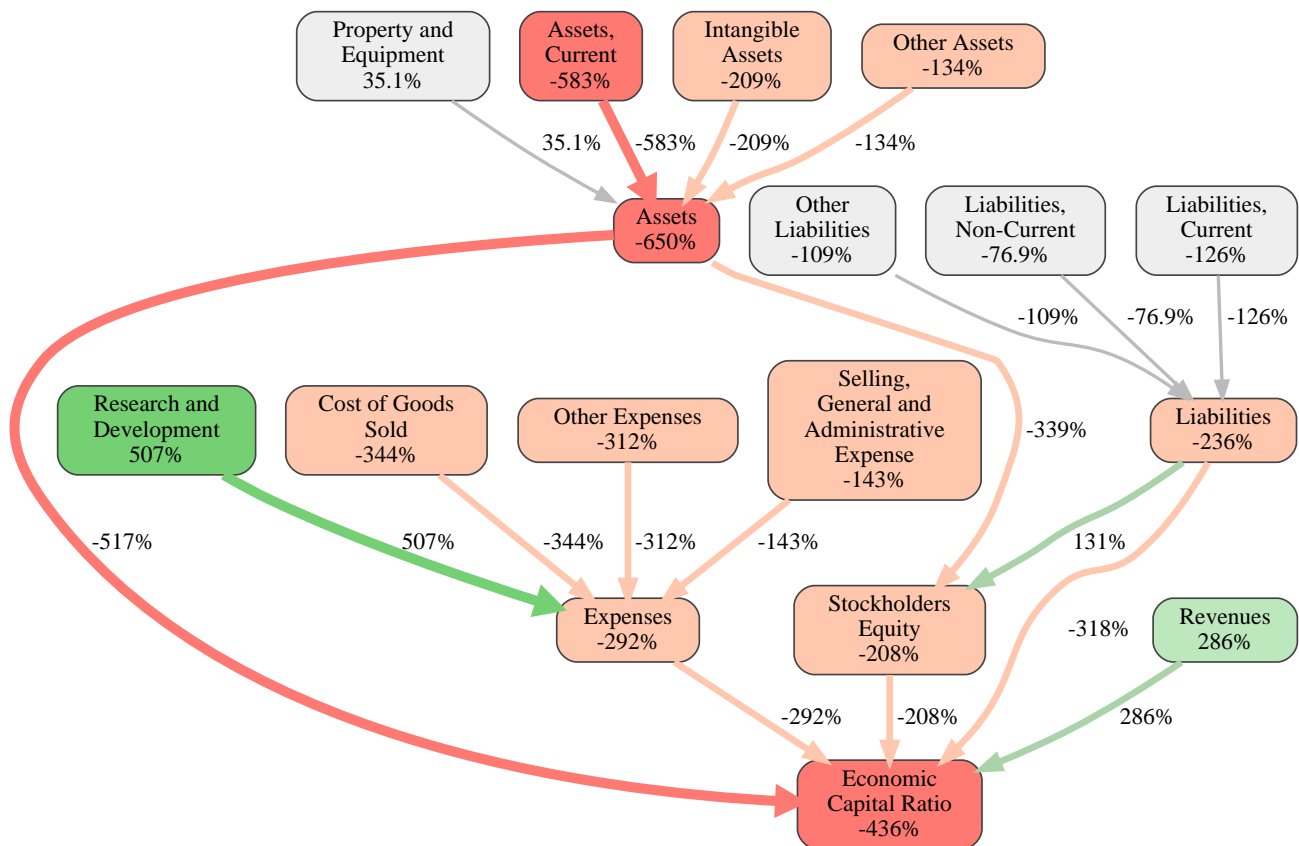 Property and
Equipment
35.1%
Assets,
Current
-583%
Intangible
Assets
-209%
Other Assets
-134%
35.1%
-583%
-209%
-134%
Assets
-650%
Other
Liabilities
-109%
Liabilities,
Non-Current
-76.9%
Liabilities,
Current
-126%
-109%
-76.9%
-126%
Research and
Development
507%
Cost of Goods
Sold
-344%
Other Expenses
-312%
Selling,
General and
Administrative
Expense
-143%
-339%
Liabilities
-236%
-517%
507%
-344%
-312%
-143%
131%
Expenses
-292%
Stockholders
Equity
-208%
-318%
Revenues
286%
-292%
-208%
286%
Economic
Capital Ratio
-436%